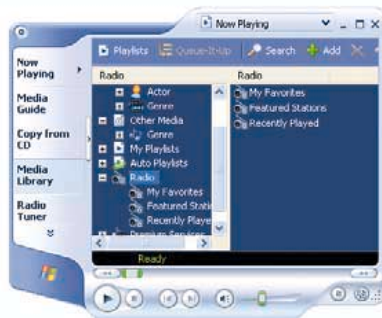 Now Playing
Playlists Queue-It-Up Search Add
Now Playing
Media Guide
Copy from CD
Media Library
Radio Tuner
Radio
Actor
Genre
Other Media
Genre
My Playlists
Auto Playlists
Radio
My Favorites
Featured Stati
Recently Playe
Premium Services
Radio
My Favorites
Featured Stations
Recently Played
Ready